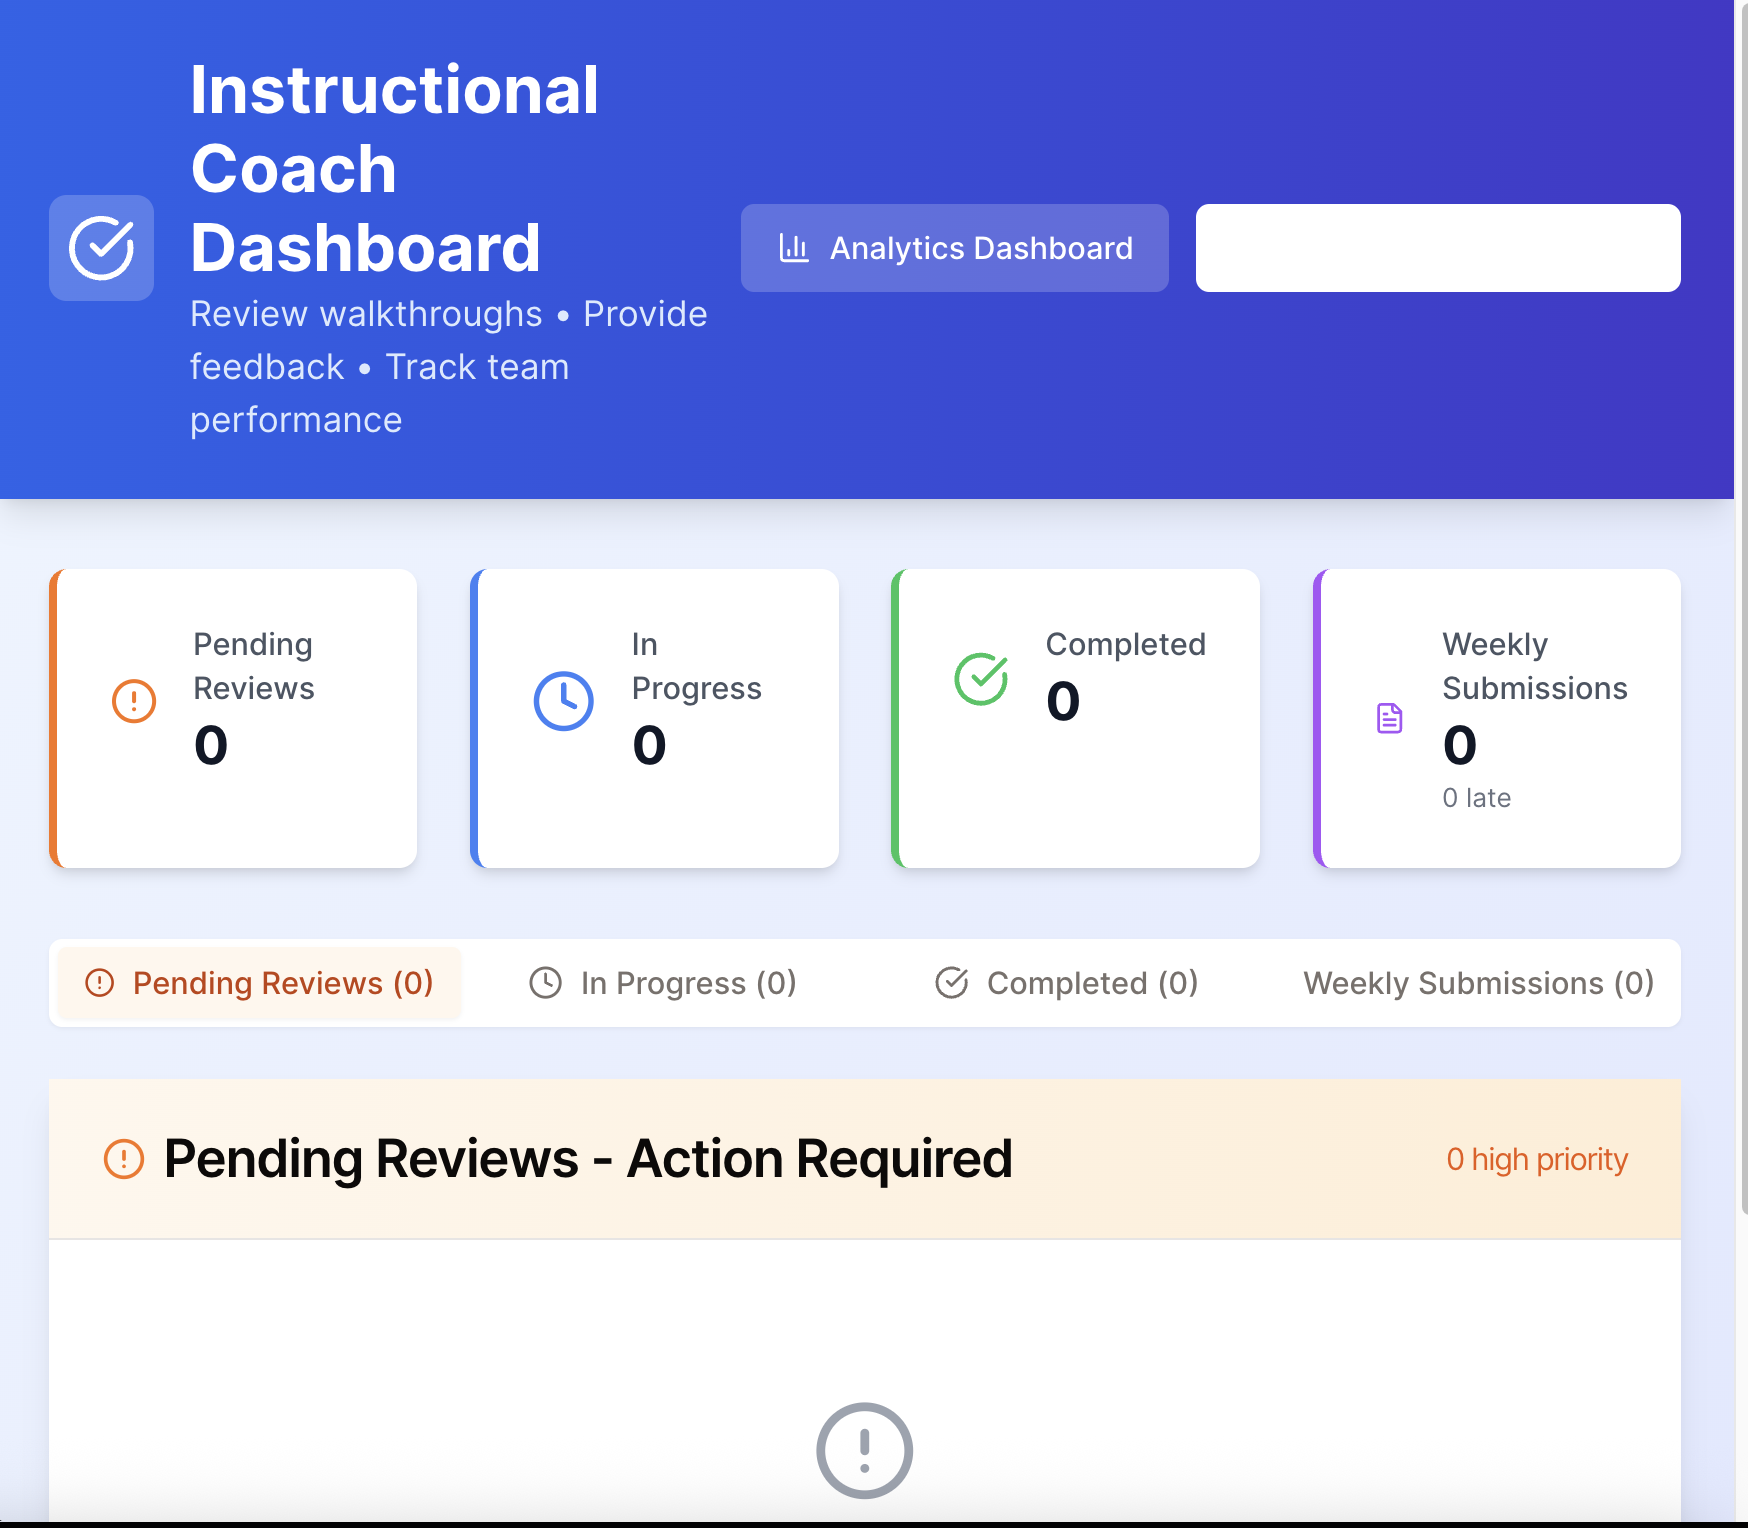 Instructional
Coach
Dashboard
Review walkthroughs • Provide
feedback • Track team
performance
Analytics Dashboard
Pending
Reviews
0
In
Progress
0
Completed
0
Weekly
Submissions
0
0 late
Pending Reviews (0)
In Progress (0)
Completed (0)
Weekly Submissions (0)
Pending Reviews - Action Required
0 high priority